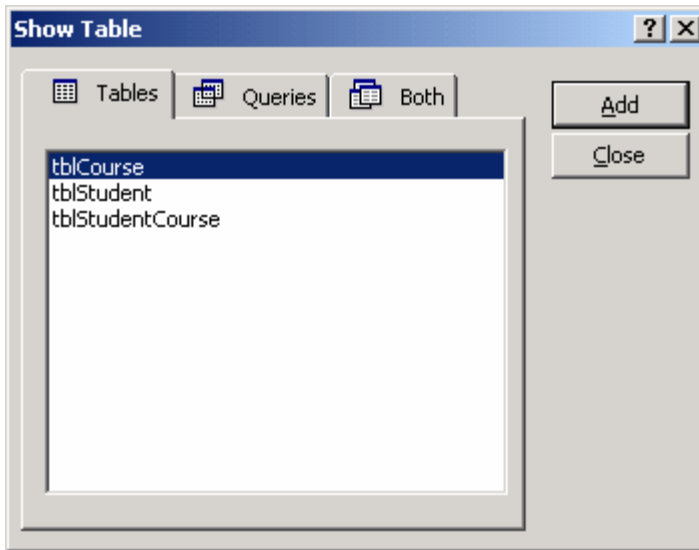 Show Table
Tables Queries Both
Add
Close
tblCourse
tblStudent
tblStudentCourse